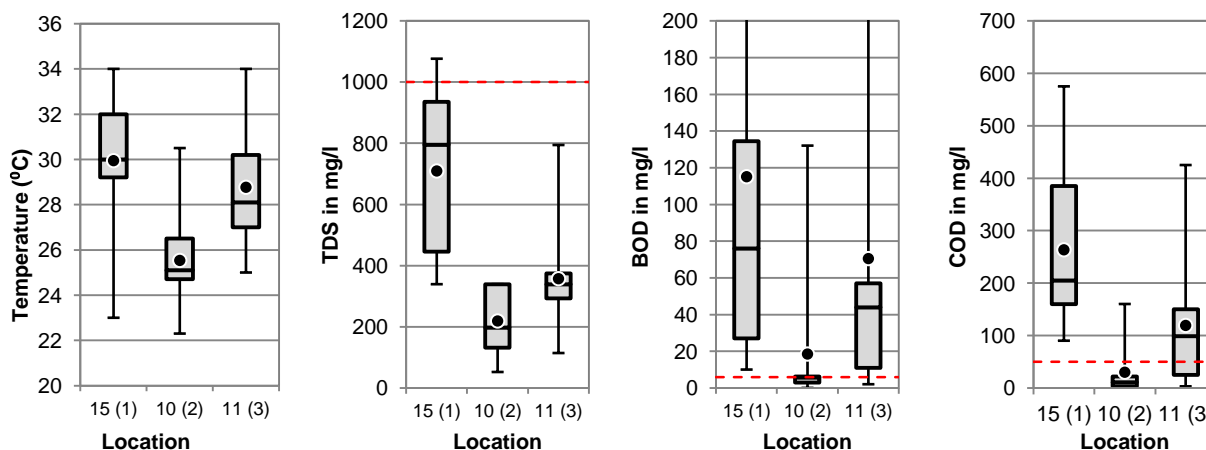 Temperature (⁰C)
36
34
32
30
28
26
24
22
20
15 (1) 10 (2) 11 (3)
Location
TDS in mg/l
1200
1000
800
600
400
200
0
15 (1) 10 (2) 11 (3)
Location
BOD in mg/l
200
180
160
140
120
100
80
60
40
20
0
15 (1) 10 (2) 11 (3)
Location
COD in mg/l
700
600
500
400
300
200
100
0
15 (1) 10 (2) 11 (3)
Location